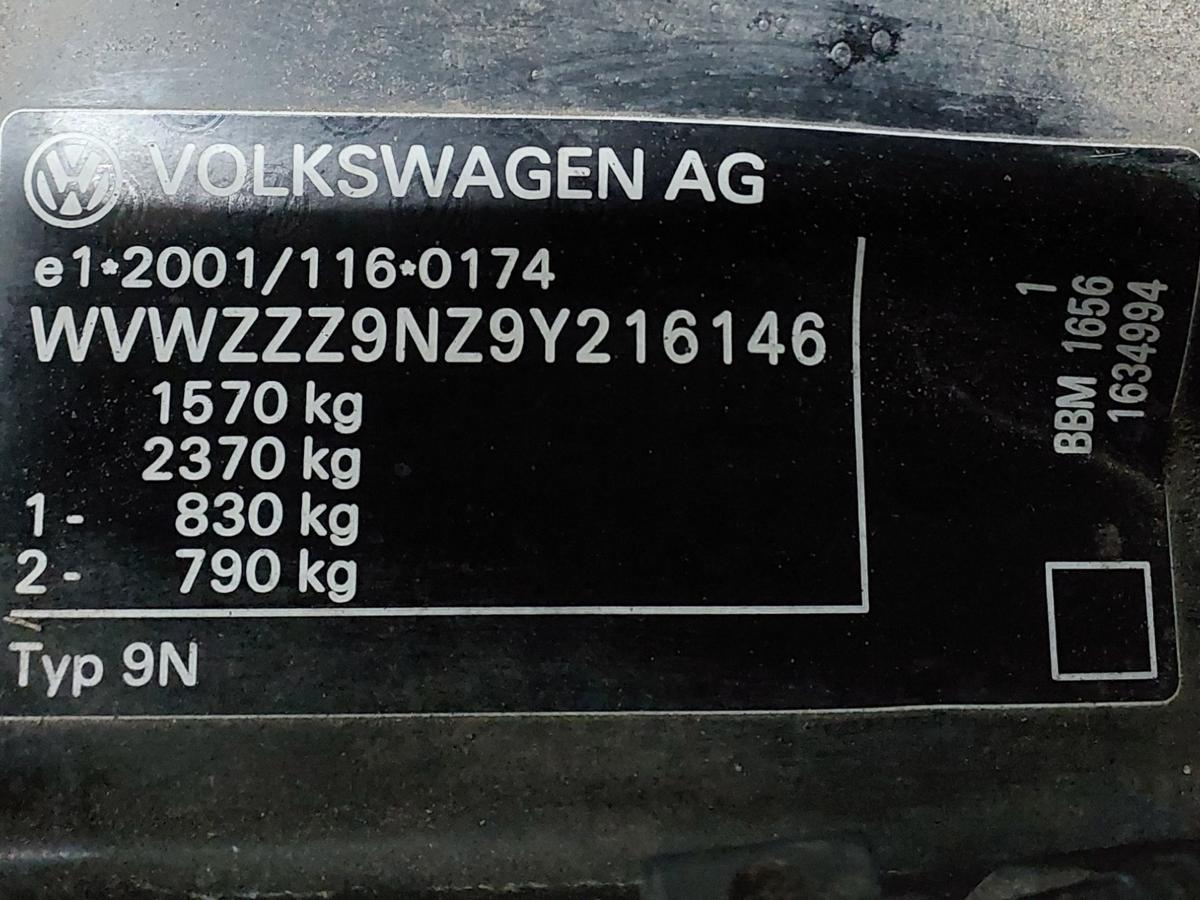 VOLKSWAGEN AG
e1*2001/116*0174
WVWZZZ9NZ9Y216146
1570 kg
2370 kg
1- 830 kg
2- 790 kg
Typ 9N
1
BBM 1656
1634994